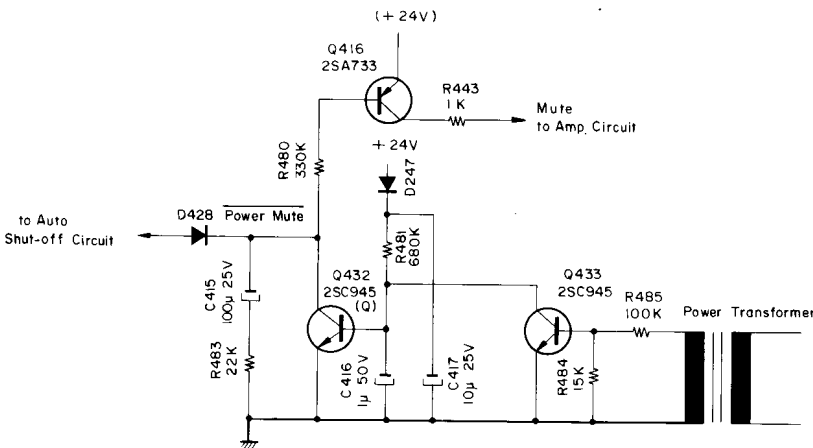 (+24V)
Q416
2SA733
R443
1K
Mute
to Amp. Circuit
+24V
R480
330K
D247
to Auto
Shut-off Circuit
D428
Power Mute
R481
680K
C415
100μ 25V
Q432
2SC945
(Q)
Q433
2SC945
R485
100K
Power Transformer
R483
22K
C416
1μ 50V
C417
10μ 25V
R484
15K